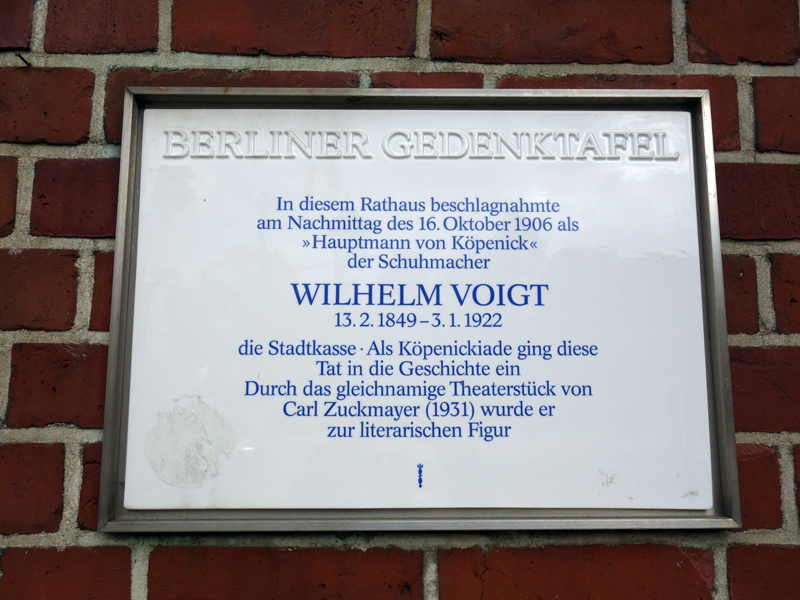 BERLINER GEDENKTAFEL
In diesem Rathaus beschlagnahmte
am Nachmittag des 16. Oktober 1906 als
»Hauptmann von Köpenick«
der Schuhmacher
WILHELM VOIGT
13. 2. 1849 – 3. 1. 1922
die Stadtkasse · Als Köpenickiade ging diese
Tat in die Geschichte ein
Durch das gleichnamige Theaterstück von
Carl Zuckmayer (1931) wurde er
zur literarischen Figur